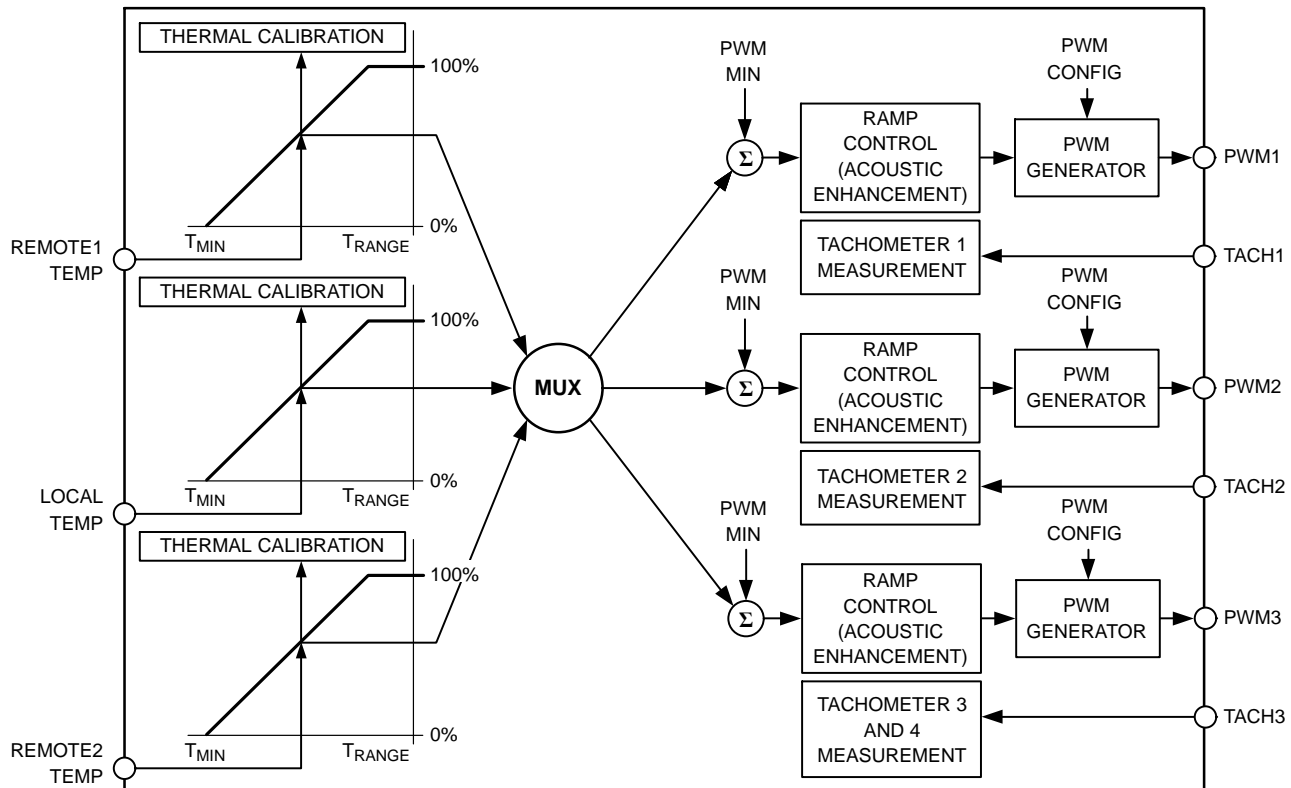 THERMAL CALIBRATION
100%
0%
TMIN
TRANGE
REMOTE1
TEMP
THERMAL CALIBRATION
100%
0%
TMIN
TRANGE
LOCAL
TEMP
THERMAL CALIBRATION
100%
0%
TMIN
TRANGE
REMOTE2
TEMP
MUX
PWM
MIN
Σ
RAMP
CONTROL
(ACOUSTIC
ENHANCEMENT)
PWM
CONFIG
PWM
GENERATOR
PWM1
TACHOMETER 1
MEASUREMENT
TACH1
PWM
MIN
Σ
RAMP
CONTROL
(ACOUSTIC
ENHANCEMENT)
PWM
CONFIG
PWM
GENERATOR
PWM2
TACHOMETER 2
MEASUREMENT
TACH2
PWM
MIN
Σ
RAMP
CONTROL
(ACOUSTIC
ENHANCEMENT)
PWM
CONFIG
PWM
GENERATOR
PWM3
TACHOMETER 3
AND 4
MEASUREMENT
TACH3